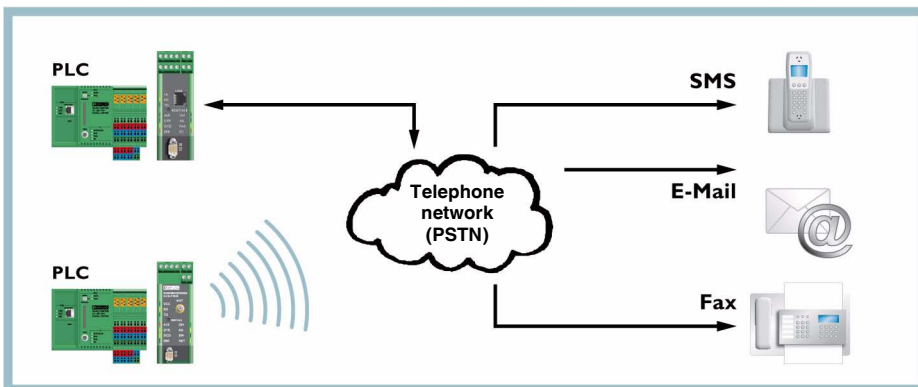 PLC
SMS
Telephone
network
(PSTN)
E-Mail
PLC
Fax